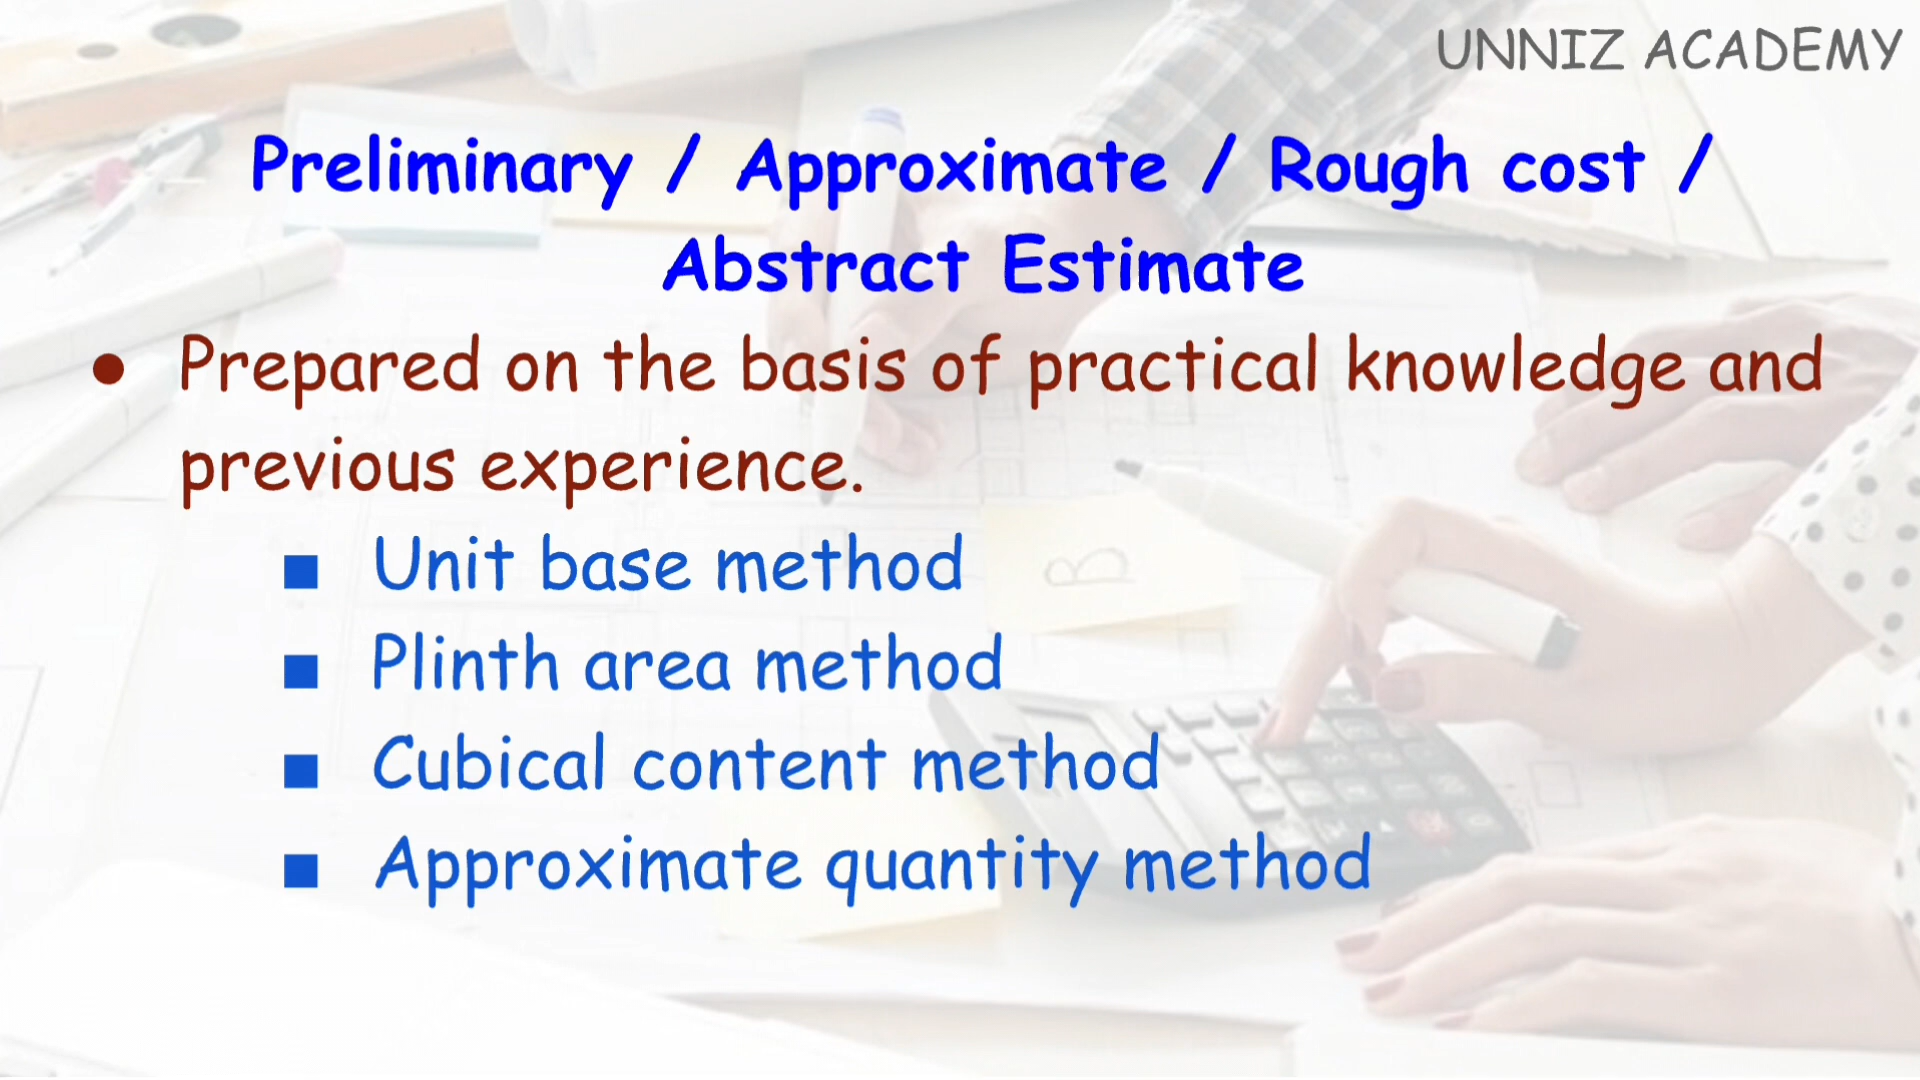 UNNIZ ACADEMY
Preliminary / Approximate / Rough cost /
Abstract Estimate
● Prepared on the basis of practical knowledge and
previous experience.
■ Unit base method
■ Plinth area method
■ Cubical content method
■ Approximate quantity method